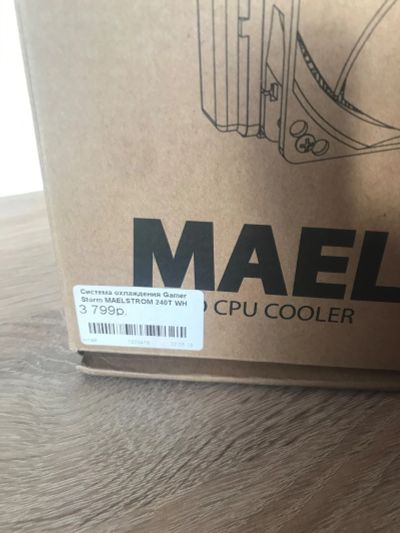 MAEL
CPU COOLER
Система охлаждения Gamer
Storm MAELSTROM 240T WH
3 799р.